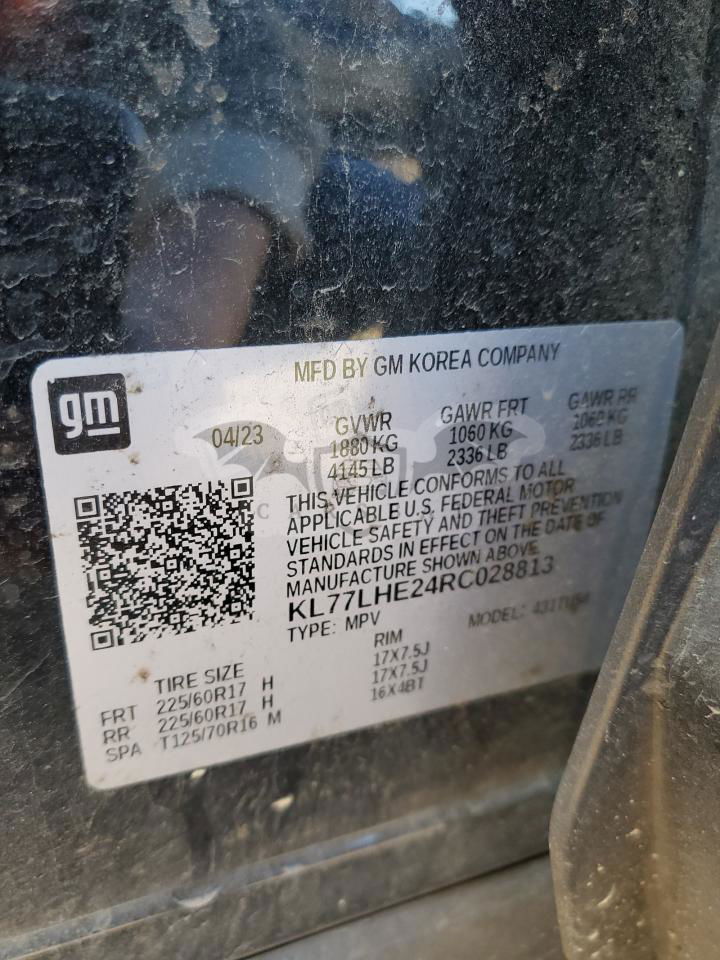 MFD BY GM KOREA COMPANY
gm
04/23
GVWR GAWR FRT GAWR RR
1880 KG 1060 KG 1060 KG
4145 LB 2336 LB 2336 LB
THIS VEHICLE CONFORMS TO ALL
APPLICABLE U.S. FEDERAL MOTOR
VEHICLE SAFETY AND THEFT PREVENTION
STANDARDS IN EFFECT ON THE DATE OF
MANUFACTURE SHOWN ABOVE.
KL77LHE24RC028813
TYPE: MPV MODEL:
TIRE SIZE RIM
FRT 225/60R17 H 17X7.5J
RR 225/60R17 H 17X7.5J
SPA T125/70R16 M 16X4BT